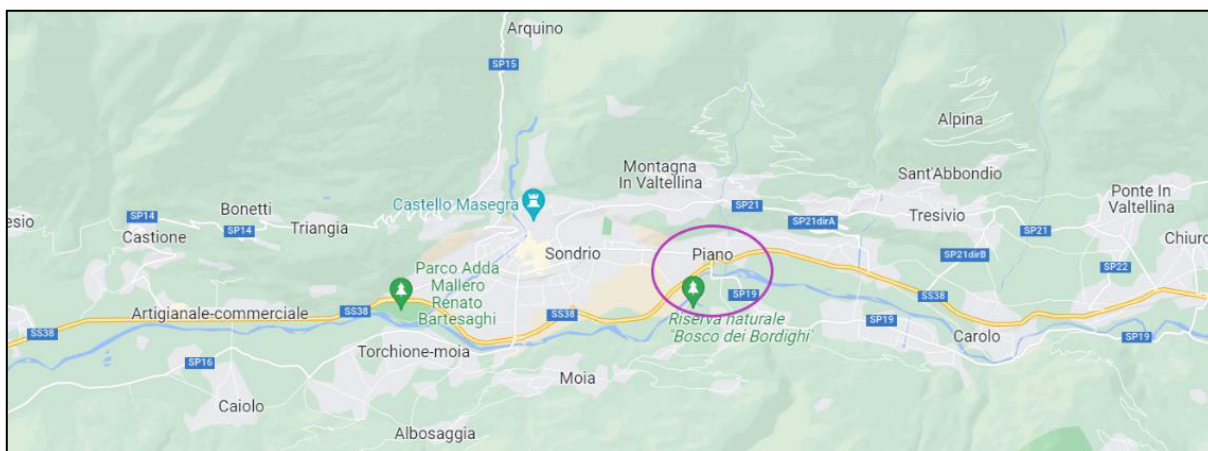 Arquino
SP15
Alpina
Montagna
In Valtellina
Sant'Abbondio
Ponte In
Valtellina
Castello Masegra
SP21
Bonetti
SP14
Triangia
SP21dirA
Tresivio
SP21
esio
SP14
Castione
Chiuro
Sondrio
Piano
SP21dirB
SP22
Parco Adda
Mallero
Renato
Bartesaghi
SP19
SS38
Artigianale-commerciale
SS38
SS38
Riserva naturale
"Bosco dei Bordighi"
SS38
SP19
Carolo
SP19
Torchione-moia
SP16
Moia
Caiolo
Albosaggia